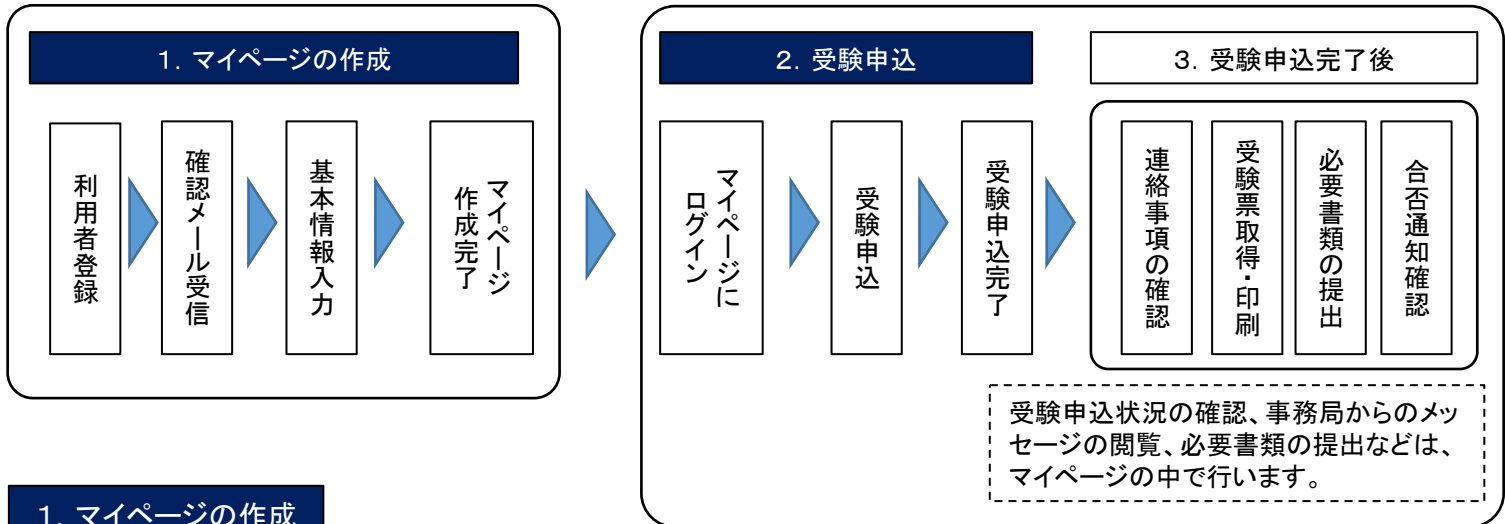 1．マイページの作成
利用者登録
確認メール受信
基本情報入力
マイページ
作成完了
2．受験申込
マイページに
ログイン
受験申込
受験申込完了
3．受験申込完了後
連絡事項の確認
受験票取得・印刷
必要書類の提出
合否通知確認
受験申込状況の確認、事務局からのメッ
セージの閲覧、必要書類の提出などは、
マイページの中で行います。
1．マイページの作成